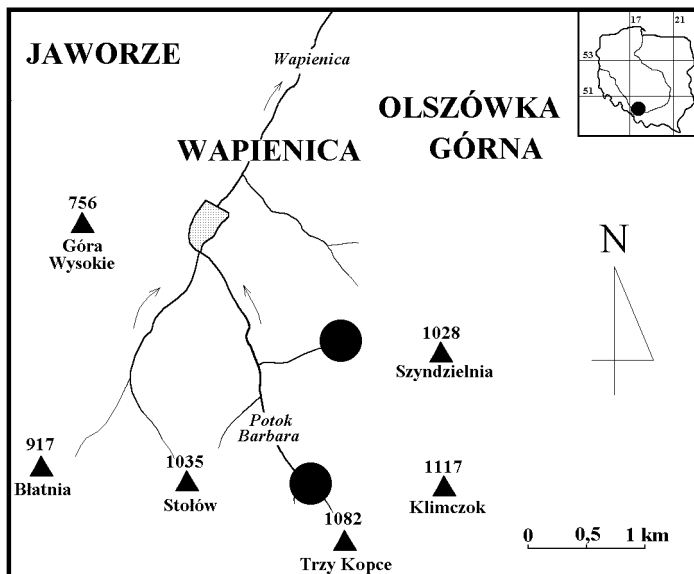 17 21
JAWORZE
Wapienica
53
OLSZÓWKA
51
WAPIENICA
GÓRNA
756
Góra
Wysokie
N
1028
Szyndzielnia
Potok
Barbara
917
Błatnia
1035
Stołów
1117
Klimczok
1082
Trzy Kopce
0 0,5 1 km